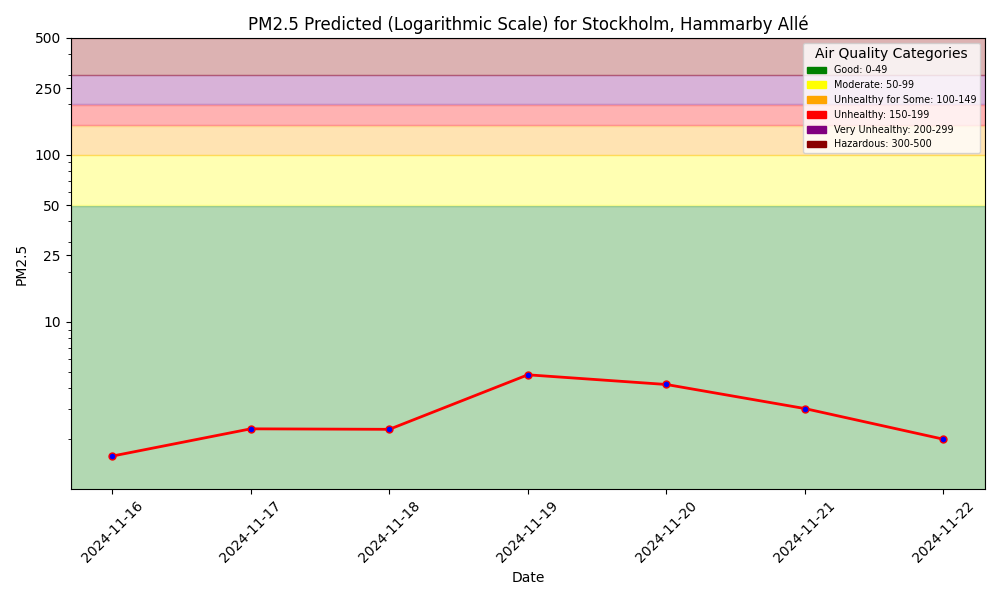 PM2.5 Predicted (Logarithmic Scale) for Stockholm, Hammarby Allé
Air Quality Categories
Good: 0-49
Moderate: 50-99
Unhealthy for Some: 100-149
Unhealthy: 150-199
Very Unhealthy: 200-299
Hazardous: 300-500
500
250
100
50
25
10
PM2.5
2024-11-16
2024-11-17
2024-11-18
2024-11-19
2024-11-20
2024-11-21
2024-11-22
Date